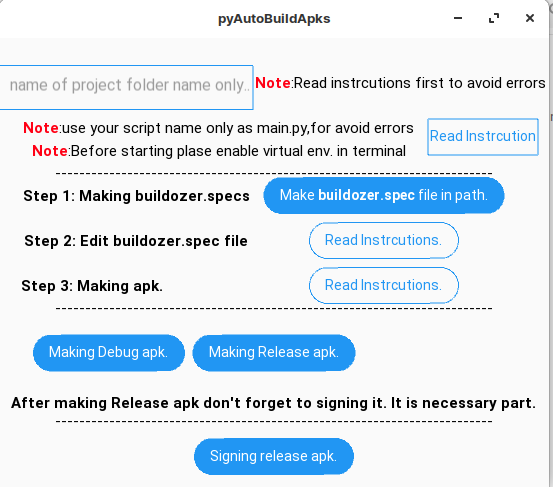 pyAutoBuildApks
name of project folder name only..
Note:Read instrcutions first to avoid errors
Note:use your script name only as main.py,for avoid errors
Read Instrcution
Note:Before starting plase enable virtual env. in terminal
Step 1: Making buildozer.specs
Make buildozer.spec file in path.
Step 2: Edit buildozer.spec file
Read Instrcutions.
Step 3: Making apk.
Read Instrcutions.
Making Debug apk.
Making Release apk.
After making Release apk don't forget to signing it. It is necessary part.
Signing release apk.